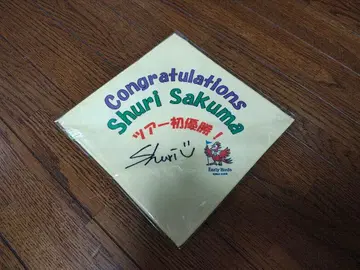 Congratulations
Shuri Sakuma
ツアー初優勝!
Shuri
Early Birds